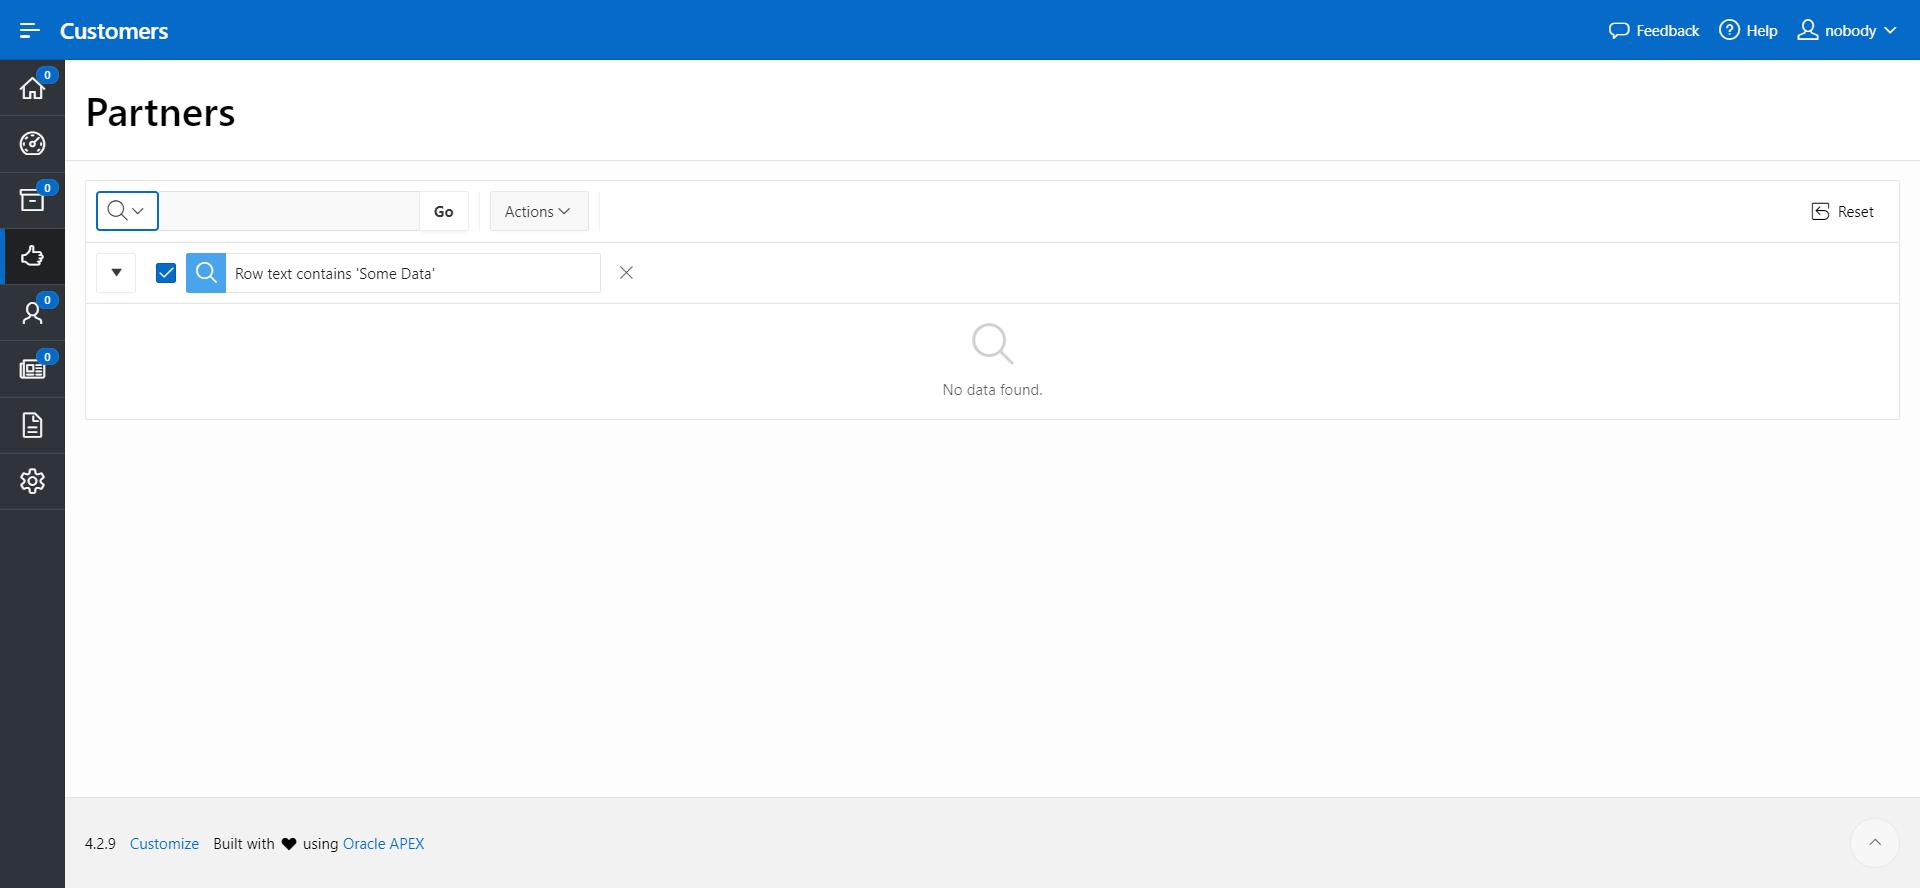 Customers
Feedback
Help
nobody
0
0
0
0
Partners
Go
Actions
Reset
Row text contains 'Some Data'
No data found.
4.2.9 Customize Built with using Oracle APEX